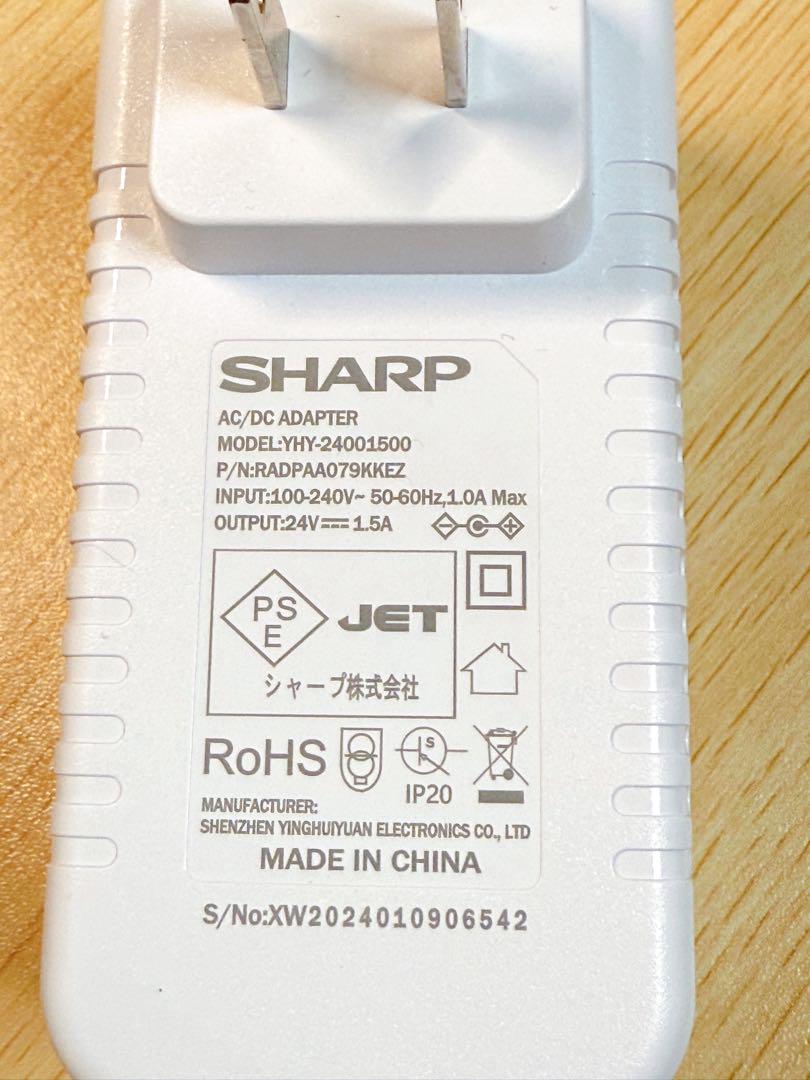 SHARP
AC/DC ADAPTER
MODEL:YHY-24001500
P/N:RADPAA079KKEZ
INPUT:100-240V~ 50-60Hz,1.0A Max
OUTPUT:24V⎓1.5A
PS
E
JET
シャープ株式会社
RoHS
S
IP20
MANUFACTURER:
SHENZHEN YINGHUIYUAN ELECTRONICS CO., LTD
MADE IN CHINA
S/No:XW2024010906542